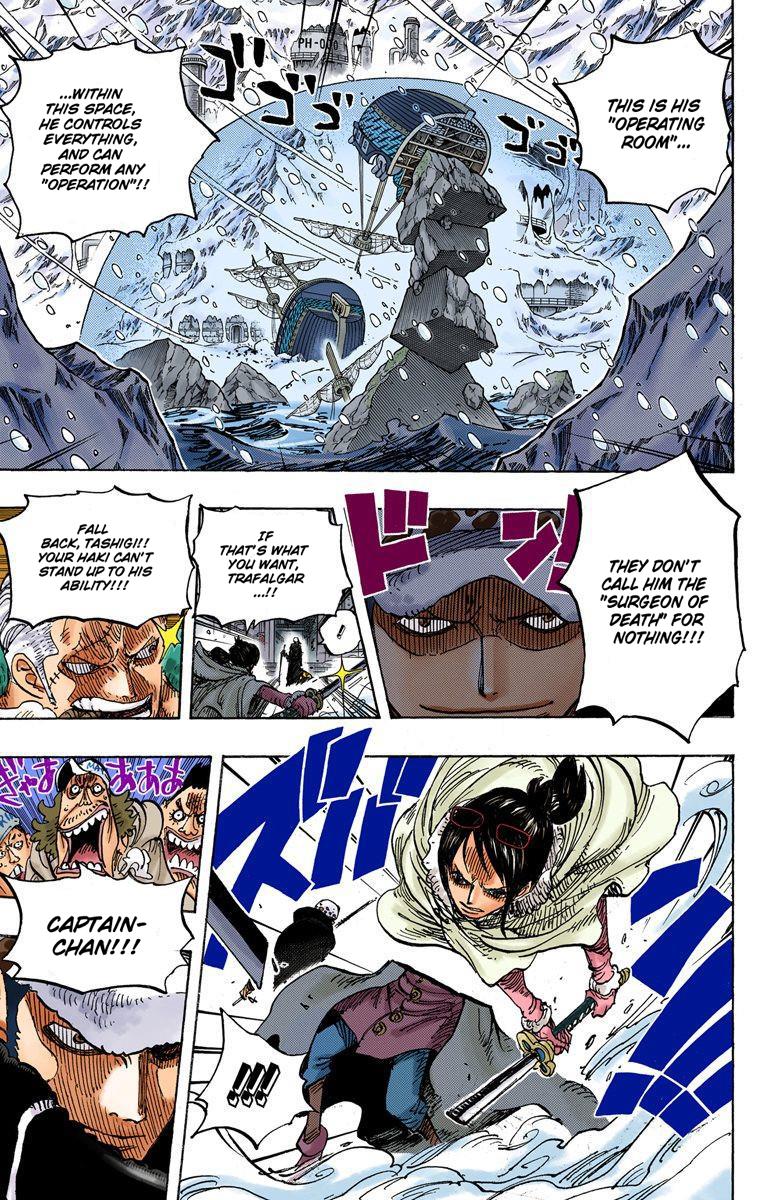 THIS IS HIS
"OPERATING
ROOM"...
...WITHIN
THIS SPACE,
HE CONTROLS
EVERYTHING,
AND CAN
PERFORM ANY
"OPERATION"!!
ゴゴゴ
ゴゴ
THEY DON'T
CALL HIM THE
"SURGEON OF
DEATH" FOR
NOTHING!!!
ドン
IF
THAT'S WHAT
YOU WANT,
TRAFALGAR
...!!
FALL
BACK, TASHIGI!!
YOUR HAKI CAN'T
STAND UP TO HIS
ABILITY!!!
ズバ
!!!
ぎゃあああま
CAPTAIN-
CHAN!!!